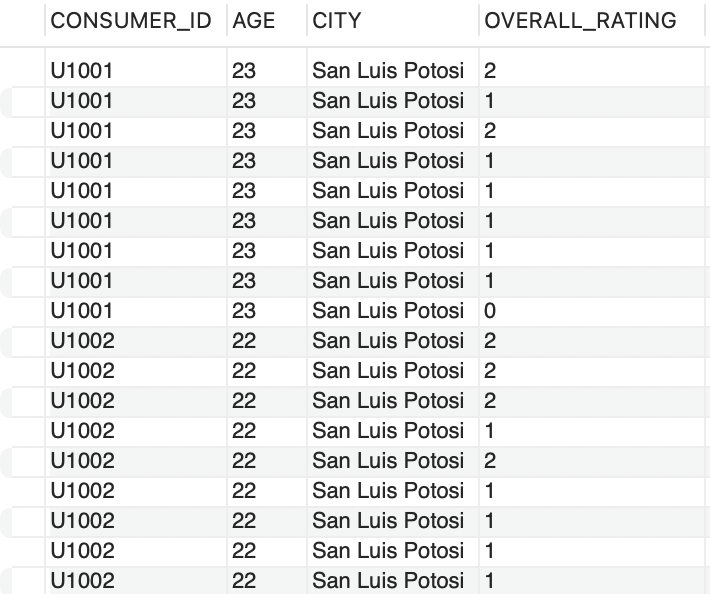 CONSUMER_ID AGE CITY OVERALL_RATING
U1001 23 San Luis Potosi 2
U1001 23 San Luis Potosi 1
U1001 23 San Luis Potosi 2
U1001 23 San Luis Potosi 1
U1001 23 San Luis Potosi 1
U1001 23 San Luis Potosi 1
U1001 23 San Luis Potosi 1
U1001 23 San Luis Potosi 1
U1001 23 San Luis Potosi 0
U1002 22 San Luis Potosi 2
U1002 22 San Luis Potosi 2
U1002 22 San Luis Potosi 2
U1002 22 San Luis Potosi 1
U1002 22 San Luis Potosi 2
U1002 22 San Luis Potosi 1
U1002 22 San Luis Potosi 1
U1002 22 San Luis Potosi 1
U1002 22 San Luis Potosi 1